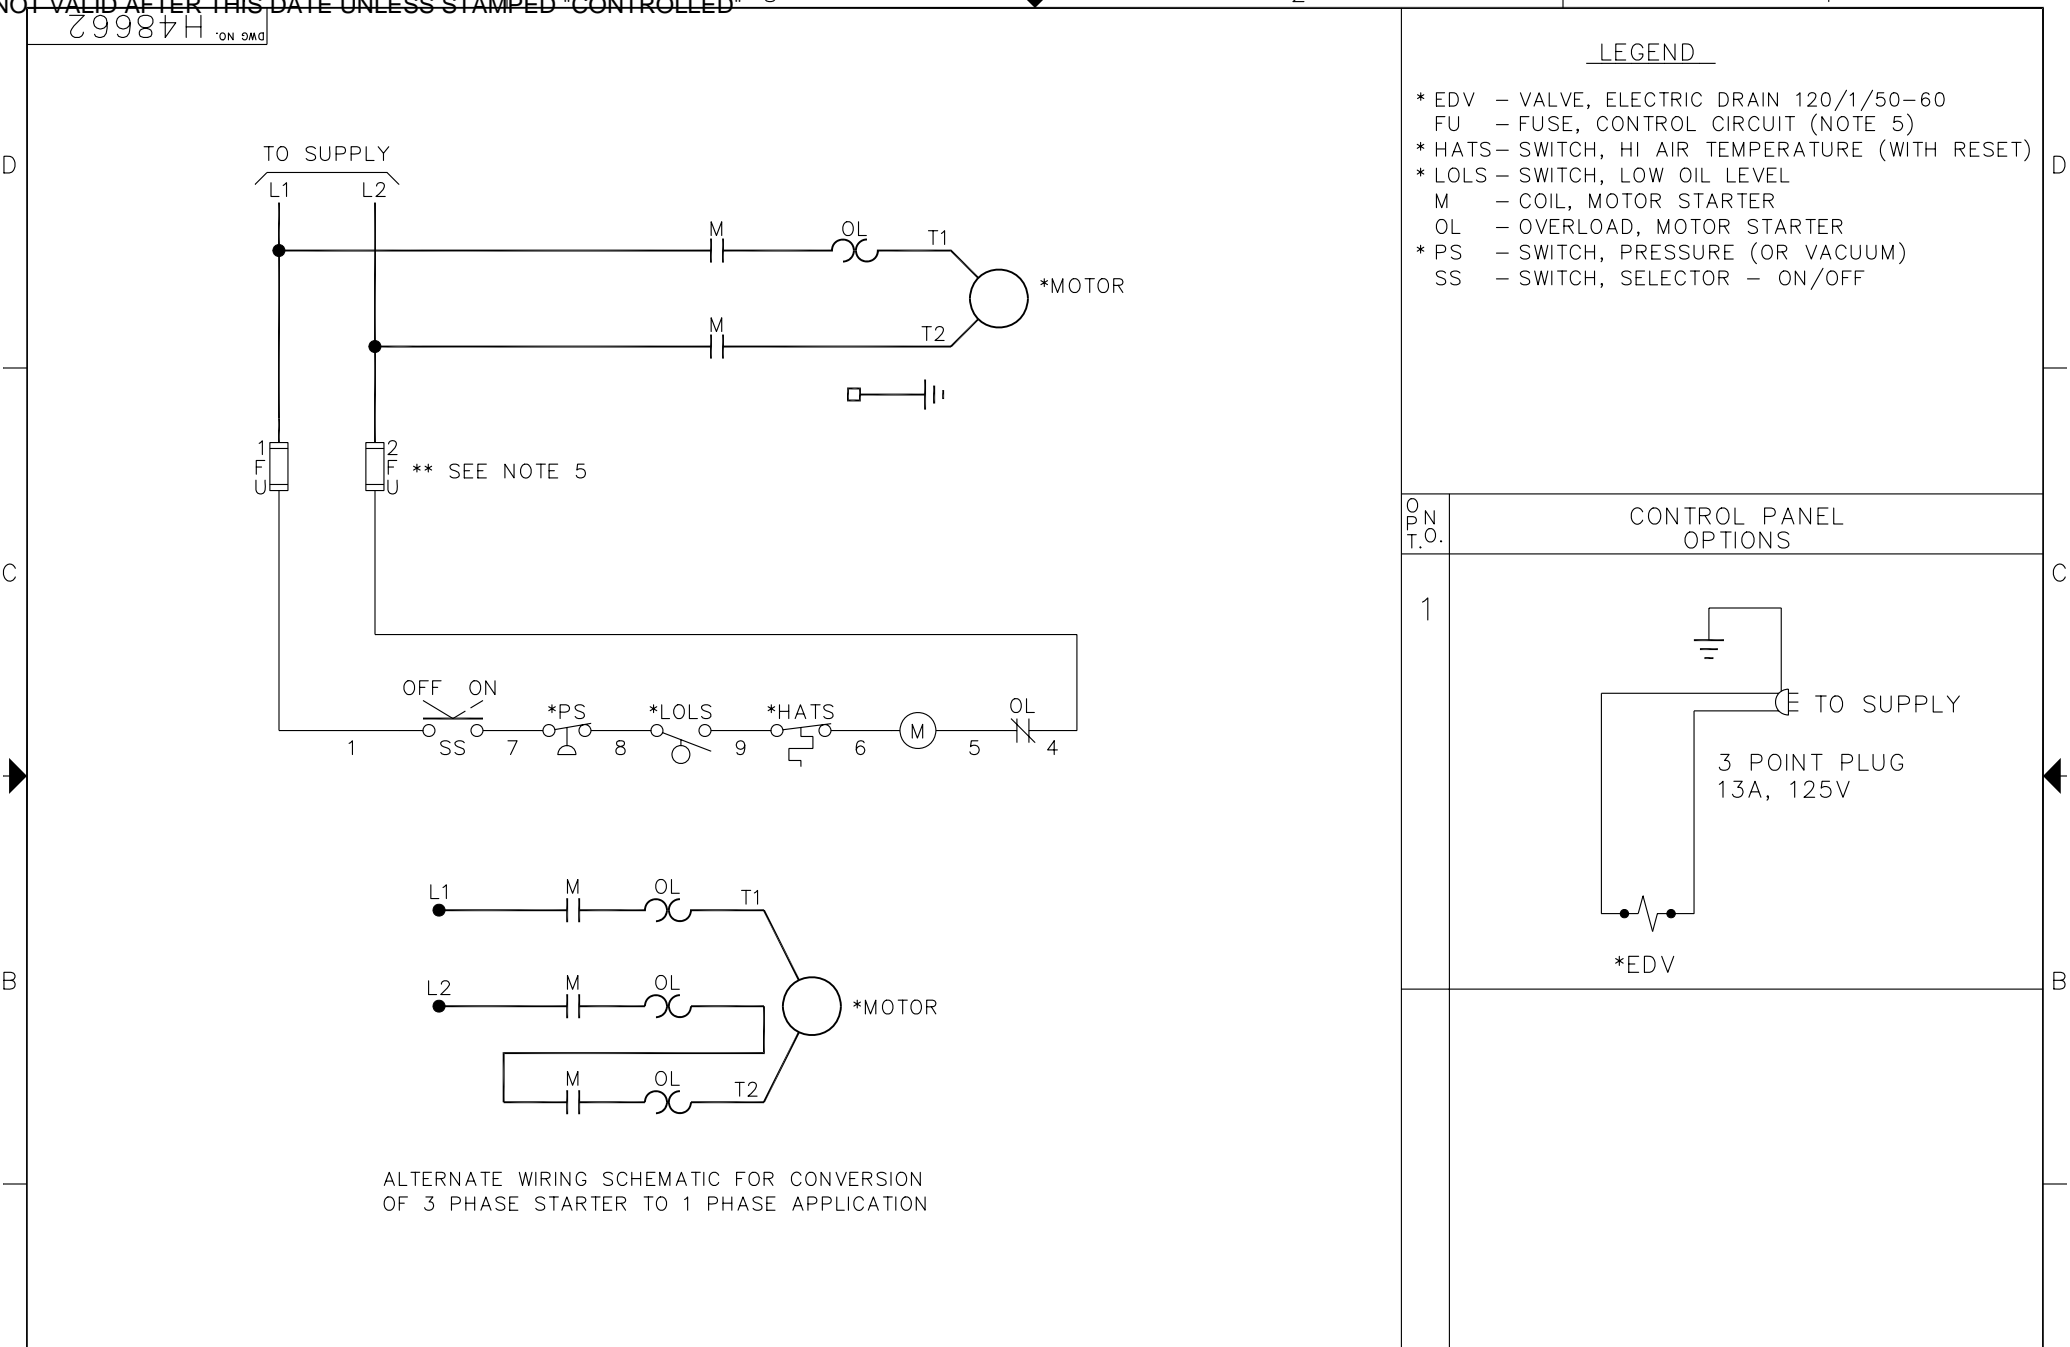 NOT VALID AFTER THIS DATE UNLESS STAMPED "CONTROLLED"
DWG NO. H48662
LEGEND
* EDV – VALVE, ELECTRIC DRAIN 120/1/50–60
FU – FUSE, CONTROL CIRCUIT (NOTE 5)
* HATS – SWITCH, HI AIR TEMPERATURE (WITH RESET)
* LOLS – SWITCH, LOW OIL LEVEL
M – COIL, MOTOR STARTER
OL – OVERLOAD, MOTOR STARTER
* PS – SWITCH, PRESSURE (OR VACUUM)
SS – SWITCH, SELECTOR – ON/OFF
D
D
TO SUPPLY
L1 L2
M OL T1
*MOTOR
M T2
1 FU
2 FU ** SEE NOTE 5
OPT. NO.
CONTROL PANEL
OPTIONS
C
C
1
TO SUPPLY
3 POINT PLUG
13A, 125V
*EDV
OFF ON
*PS *LOLS *HATS OL
M
1 SS 7 8 9 6 5 4
L1 M OL T1
B
B
L2 M OL
*MOTOR
M OL T2
ALTERNATE WIRING SCHEMATIC FOR CONVERSION
OF 3 PHASE STARTER TO 1 PHASE APPLICATION